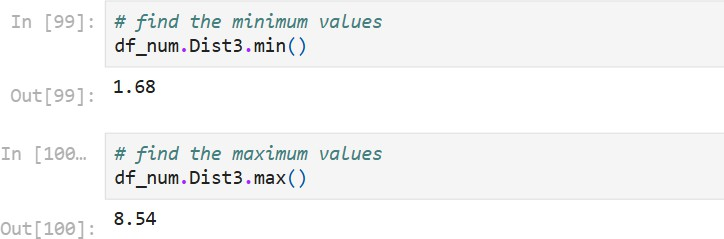 In [99]: # find the minimum values
df_num.Dist3.min()
Out[99]: 1.68
In [100… # find the maximum values
df_num.Dist3.max()
Out[100]: 8.54